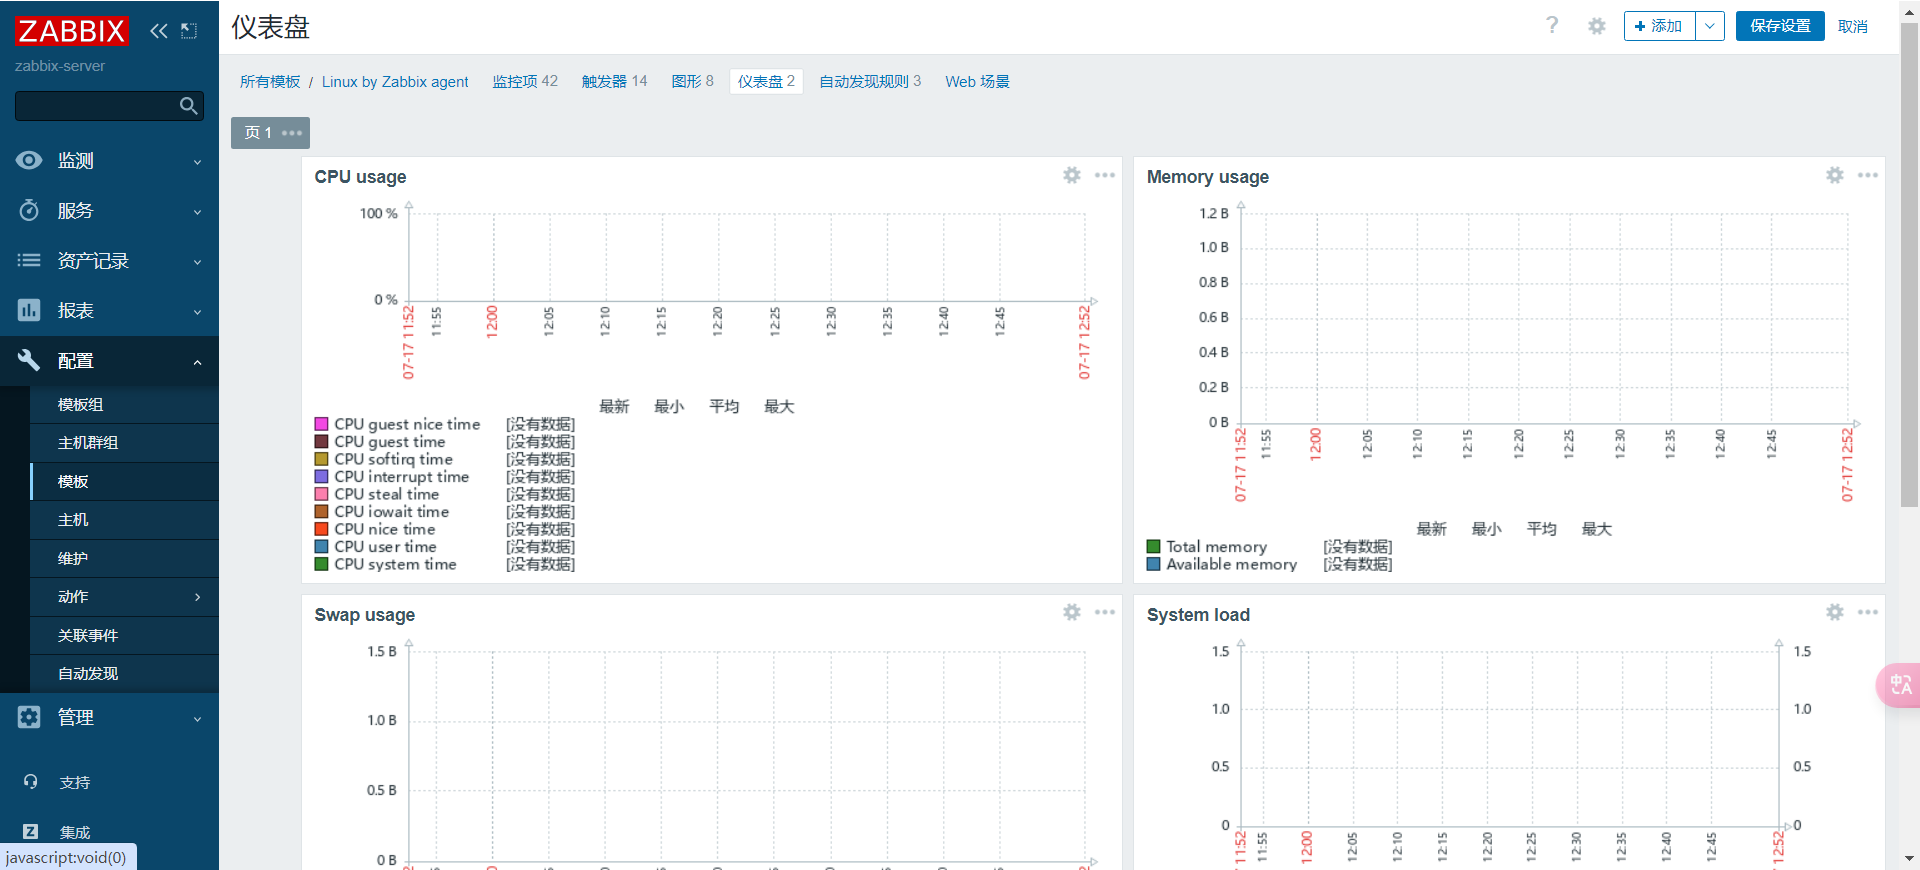 ZABBIX
zabbix-server
监测
服务
资产记录
报表
配置
模板组
主机群组
模板
主机
维护
动作
关联事件
自动发现
管理
支持
集成
javascript:void(0)
仪表盘
? + 添加 保存设置 取消
所有模板 / Linux by Zabbix agent 监控项 42 触发器 14 图形 8 仪表盘 2 自动发现规则 3 Web 场景
页 1
CPU usage
100 %
0 %
07-17 11:52 11:55 12:00 12:05 12:10 12:15 12:20 12:25 12:30 12:35 12:40 12:45 07-17 12:52
最新 最小 平均 最大
CPU guest nice time [没有数据]
CPU guest time [没有数据]
CPU softirq time [没有数据]
CPU interrupt time [没有数据]
CPU steal time [没有数据]
CPU iowait time [没有数据]
CPU nice time [没有数据]
CPU user time [没有数据]
CPU system time [没有数据]
Memory usage
1.2 B
1.0 B
0.8 B
0.6 B
0.4 B
0.2 B
0 B
07-17 11:52 11:55 12:00 12:05 12:10 12:15 12:20 12:25 12:30 12:35 12:40 12:45 07-17 12:52
最新 最小 平均 最大
Total memory [没有数据]
Available memory [没有数据]
Swap usage
1.5 B
1.0 B
0.5 B
0 B
System load
1.5 1.5
1.0 1.0
0.5 0.5
0 0
11:52 11:55 12:00 12:05 12:10 12:15 12:20 12:25 12:30 12:35 12:40 12:45 12:52
中 A